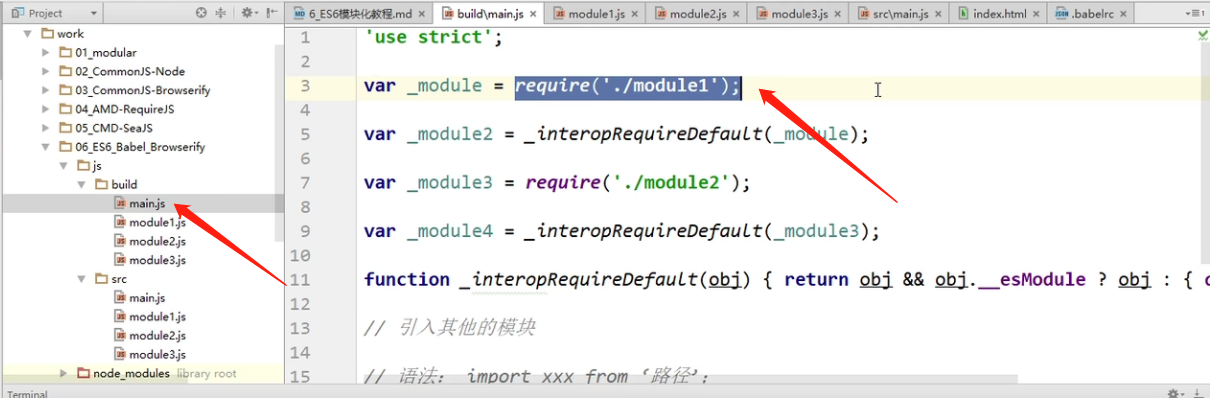 Project
work
01_modular
02_CommonJS-Node
03_CommonJS-Browserify
04_AMD-RequireJS
05_CMD-SeaJS
06_ES6_Babel_Browserify
js
build
main.js
module1.js
module2.js
module3.js
src
main.js
module1.js
module2.js
module3.js
node_modules library root
Terminal
6_ES6模块化教程.md build\main.js module1.js module2.js module3.js src\main.js index.html .babelrc
1 'use strict';
2
3 var _module = require('./module1');
4
5 var _module2 = _interopRequireDefault(_module);
6
7 var _module3 = require('./module2');
8
9 var _module4 = _interopRequireDefault(_module3);
10
11 function _interopRequireDefault(obj) { return obj && obj.__esModule ? obj : {
12
13 // 引入其他的模块
14
15 // 语法： import xxx from ‘路径’;